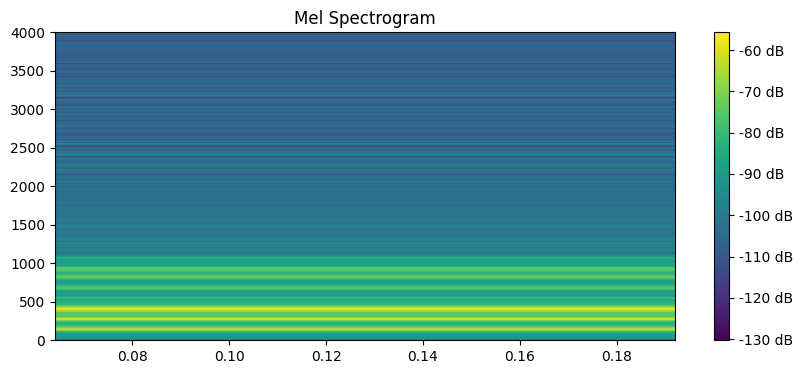 Mel Spectrogram
4000
3500
3000
2500
2000
1500
1000
500
0
0.08 0.10 0.12 0.14 0.16 0.18
-60 dB
-70 dB
-80 dB
-90 dB
-100 dB
-110 dB
-120 dB
-130 dB